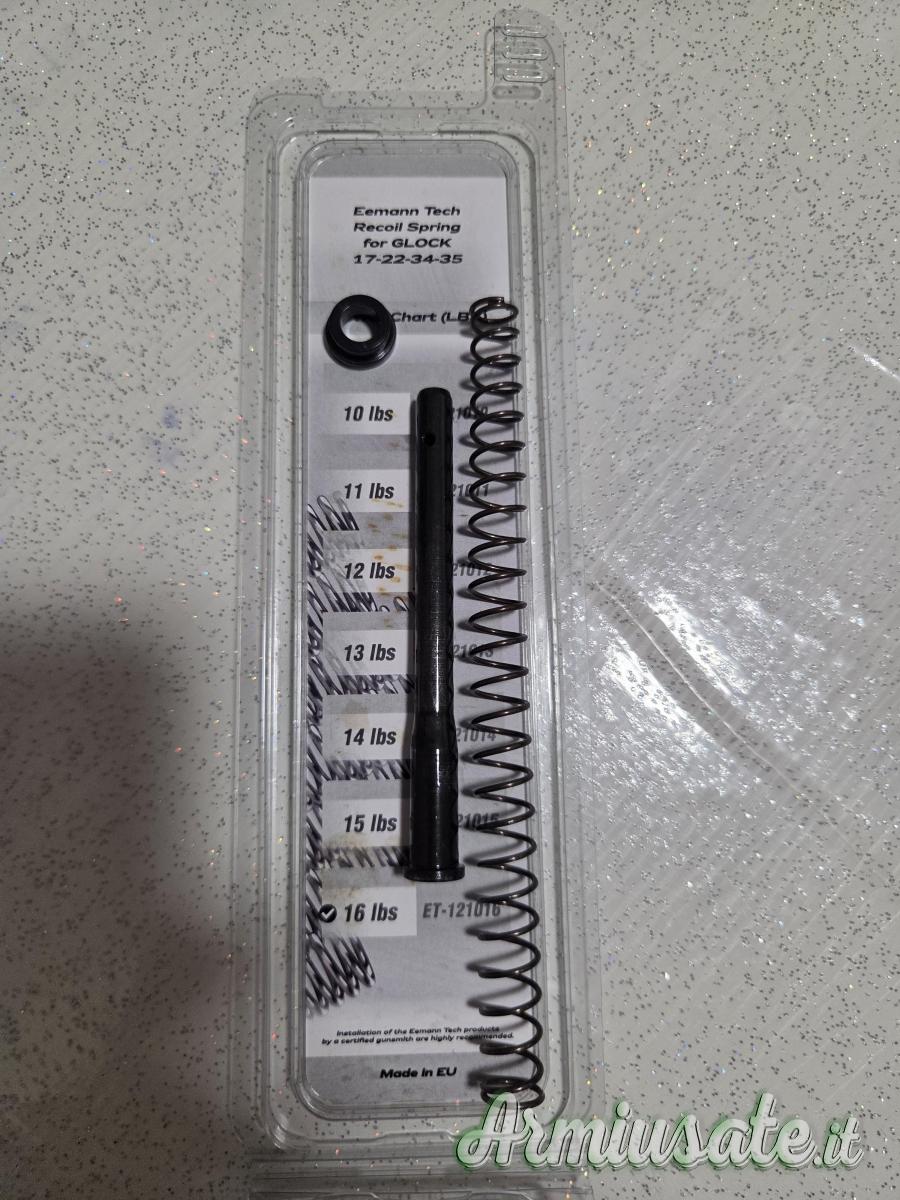 Eemann Tech
Recoil Spring
for GLOCK
17-22-34-35
Chart (LB
10 lbs
11 lbs
12 lbs
13 lbs
14 lbs
15 lbs
16 lbs ET-121016
Installation of the Eemann Tech products
by a certified gunsmith are highly recommended.
Made in EU
Armiusate.it